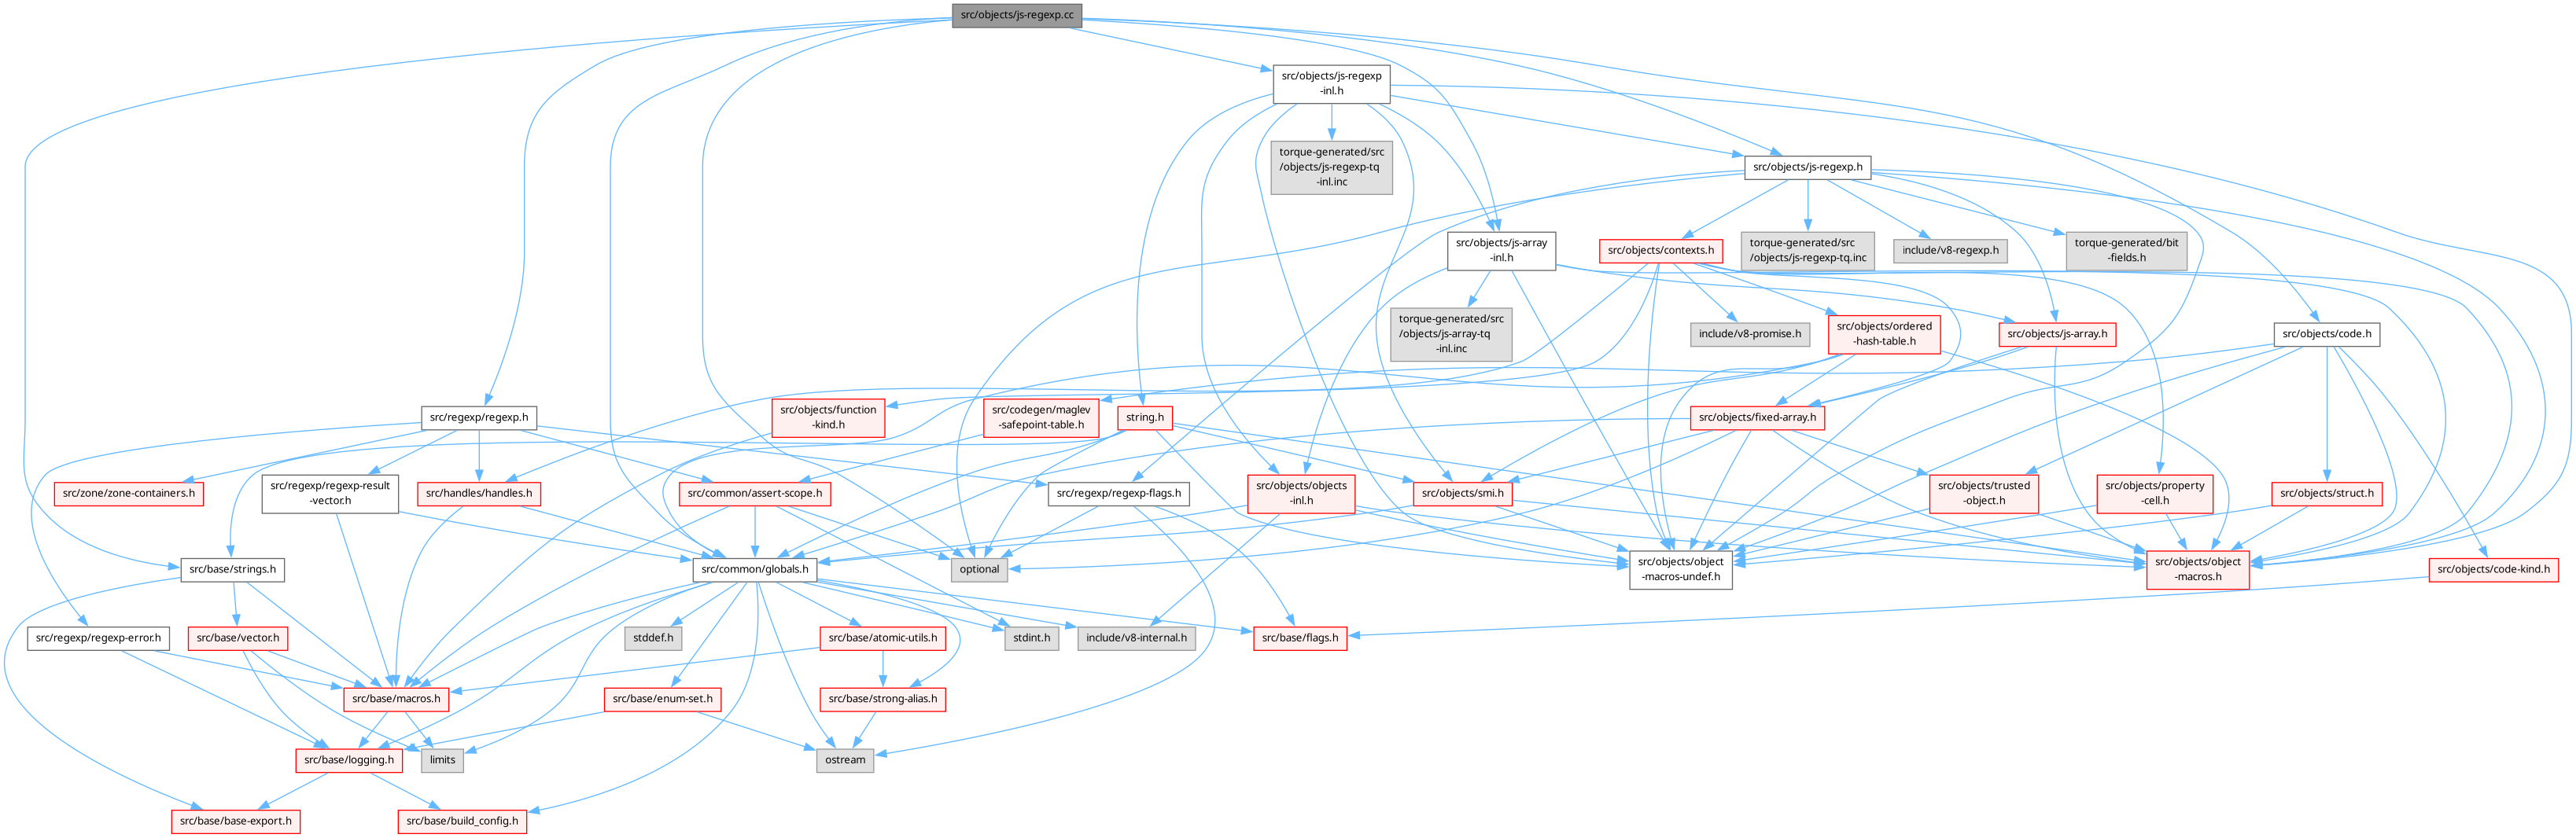 src/objects/js-regexp.cc
src/objects/js-regexp
-inl.h
torque-generated/src
/objects/js-regexp-tq
-inl.inc
src/objects/js-regexp.h
src/objects/js-array
-inl.h
src/objects/contexts.h
torque-generated/src
/objects/js-regexp-tq.inc
include/v8-regexp.h
torque-generated/bit
-fields.h
torque-generated/src
/objects/js-array-tq
-inl.inc
include/v8-promise.h
src/objects/ordered
-hash-table.h
src/objects/js-array.h
src/objects/code.h
src/regexp/regexp.h
src/objects/function
-kind.h
src/codegen/maglev
-safepoint-table.h
string.h
src/objects/fixed-array.h
src/zone/zone-containers.h
src/regexp/regexp-result
-vector.h
src/handles/handles.h
src/common/assert-scope.h
src/regexp/regexp-flags.h
src/objects/objects
-inl.h
src/objects/smi.h
src/objects/trusted
-object.h
src/objects/property
-cell.h
src/objects/struct.h
src/base/strings.h
src/common/globals.h
optional
src/objects/object
-macros-undef.h
src/objects/object
-macros.h
src/objects/code-kind.h
src/regexp/regexp-error.h
src/base/vector.h
stddef.h
src/base/atomic-utils.h
stdint.h
include/v8-internal.h
src/base/flags.h
src/base/macros.h
src/base/enum-set.h
src/base/strong-alias.h
src/base/logging.h
limits
ostream
src/base/base-export.h
src/base/build_config.h